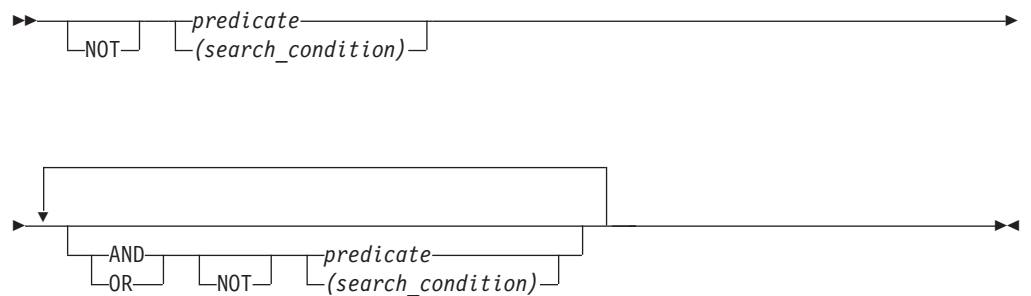 predicate
NOT (search_condition)
AND predicate
OR NOT (search_condition)